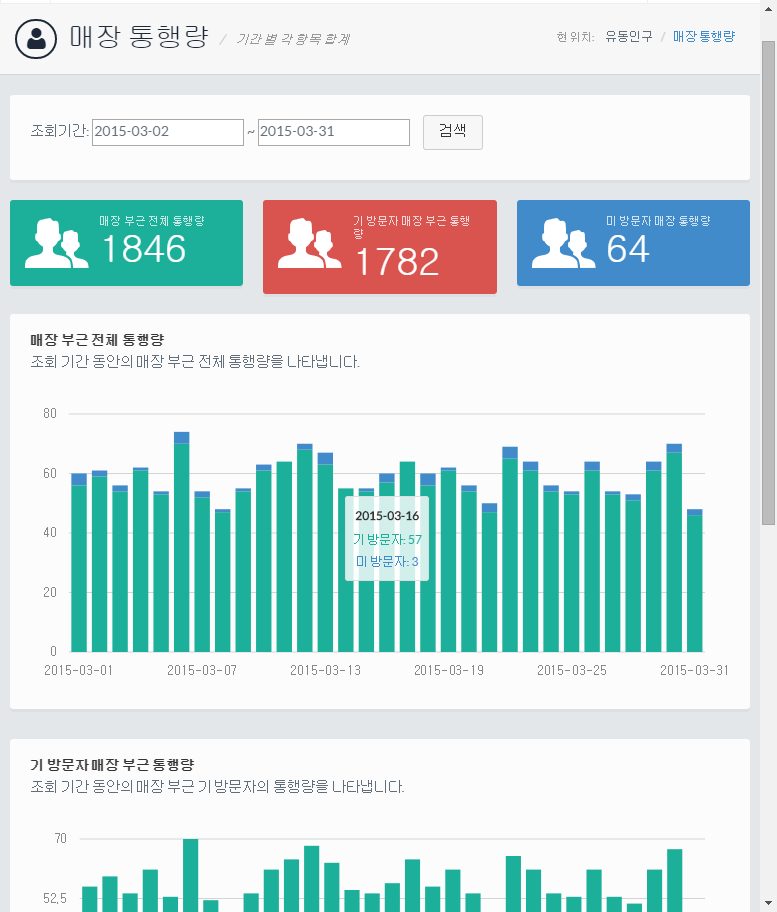 매장 통행량 / 기간 별 각 항목 합계
현 위치: 유동인구 / 매장 통행량
조회기간: 2015-03-02 ~ 2015-03-31 검색
매장 부근 전체 통행량
1846
기 방문자 매장 부근 통행
량
1782
미 방문자 매장 통행량
64
매장 부근 전체 통행량
조회 기간 동안의 매장 부근 전체 통행량을 나타냅니다.
80
60
40
20
0
2015-03-16
기 방문자: 57
미 방문자: 3
2015-03-01 2015-03-07 2015-03-13 2015-03-19 2015-03-25 2015-03-31
기 방문자 매장 부근 통행량
조회 기간 동안의 매장 부근 기 방문자의 통행량을 나타냅니다.
70
52,5